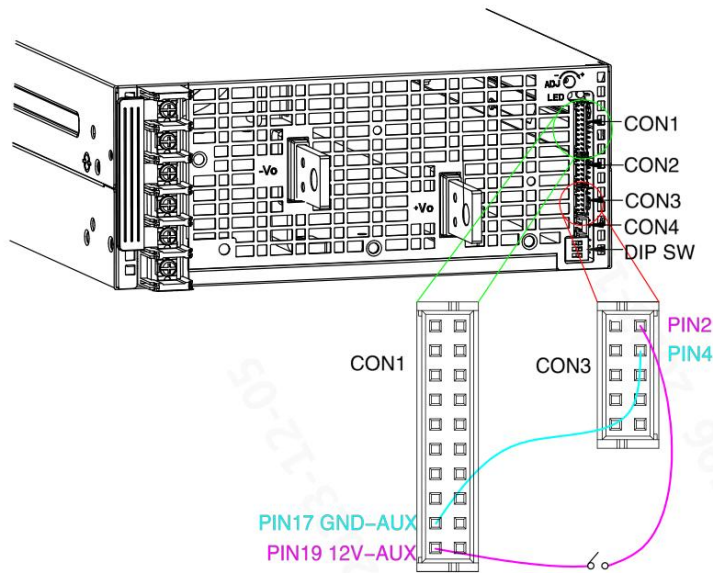 - +
ADJ
LED
CON1
-Vo
CON2
CON3
+Vo
CON4
DIP SW
PIN2
CON1
CON3
PIN4
PIN17 GND-AUX
PIN19 12V-AUX